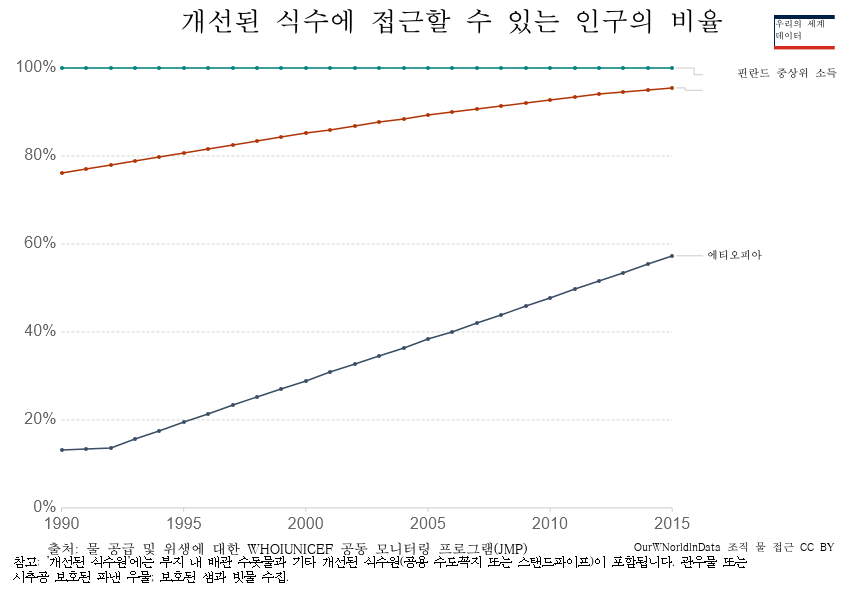 개선된 식수에 접근할 수 있는 인구의 비율
우리의 세계
데이터
100%
핀란드 중상위 소득
80%
60%
에티오피아
40%
20%
0%
1990 1995 2000 2005 2010 2015
출처: 물 공급 및 위생에 대한 WHOIUNICEF 공동 모니터링 프로그램(JMP)
OurWNorldInData 조직 물 접근 CC BY
참고: '개선된 식수원'에는 부지 내 배관 수돗물과 기타 개선된 식수원(공용 수도꼭지 또는 스탠드파이프)이 포함됩니다. 관우물 또는
시추공 보호된 파낸 우물; 보호된 샘과 빗물 수집.